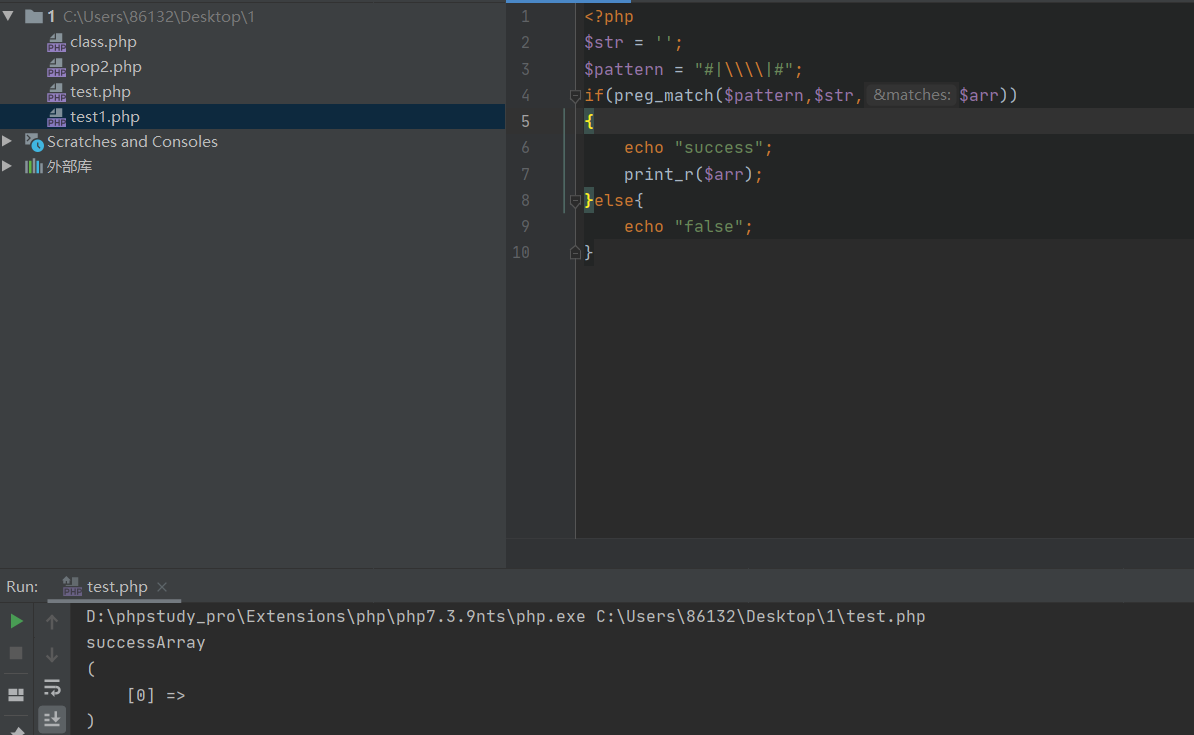 1 C:\Users\86132\Desktop\1
class.php
pop2.php
test.php
test1.php
Scratches and Consoles
外部库
1 <?php
2 $str = '';
3 $pattern = "#|\\\\|#";
4 if(preg_match($pattern,$str, &matches: $arr))
5 {
6 echo "success";
7 print_r($arr);
8 }else{
9 echo "false";
10 }
Run: test.php
D:\phpstudy_pro\Extensions\php\php7.3.9nts\php.exe C:\Users\86132\Desktop\1\test.php
successArray
(
[0] =>
)